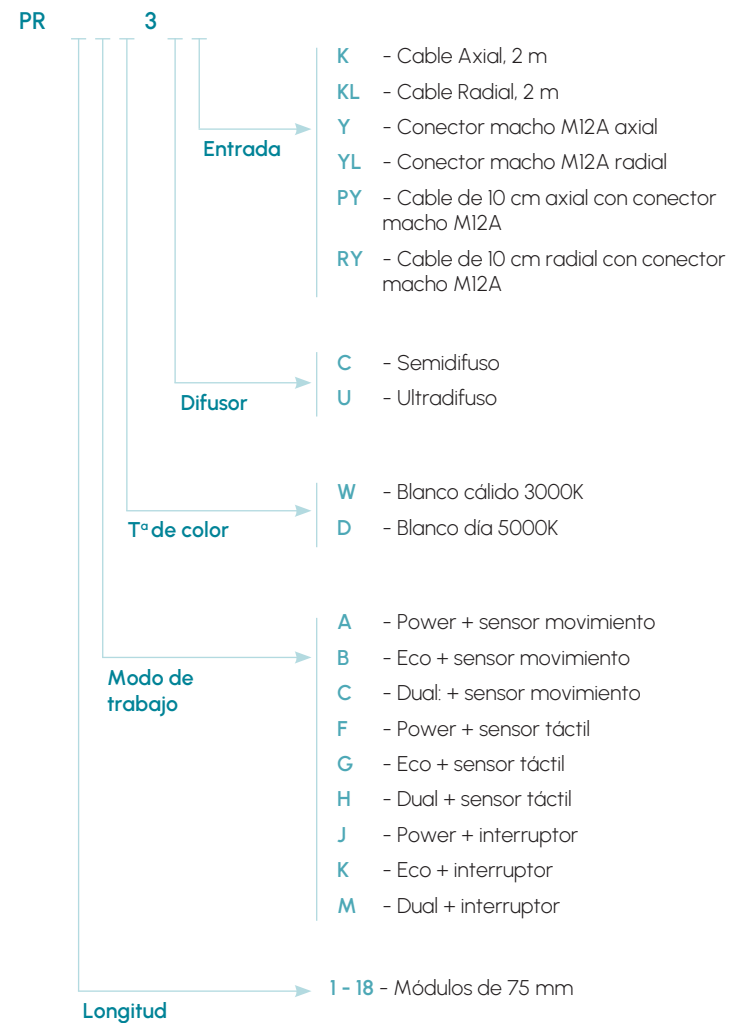 PR 3
K - Cable Axial, 2 m
KL - Cable Radial, 2 m
Y - Conector macho M12A axial
Entrada
YL - Conector macho M12A radial
PY - Cable de 10 cm axial con conector
macho M12A
RY - Cable de 10 cm radial con conector
macho M12A
C - Semidifuso
Difusor
U - Ultradifuso
W - Blanco cálido 3000K
Tª de color
D - Blanco día 5000K
A - Power + sensor movimiento
B - Eco + sensor movimiento
Modo de
trabajo
C - Dual: + sensor movimiento
F - Power + sensor táctil
G - Eco + sensor táctil
H - Dual + sensor táctil
J - Power + interruptor
K - Eco + interruptor
M - Dual + interruptor
1 - 18 - Módulos de 75 mm
Longitud